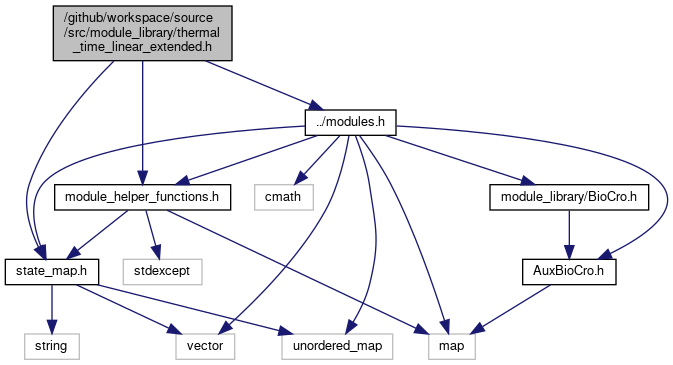 /github/workspace/source
/src/module_library/thermal
_time_linear_extended.h
../modules.h
module_helper_functions.h
cmath
module_library/BioCro.h
state_map.h
stdexcept
AuxBioCro.h
string
vector
unordered_map
map